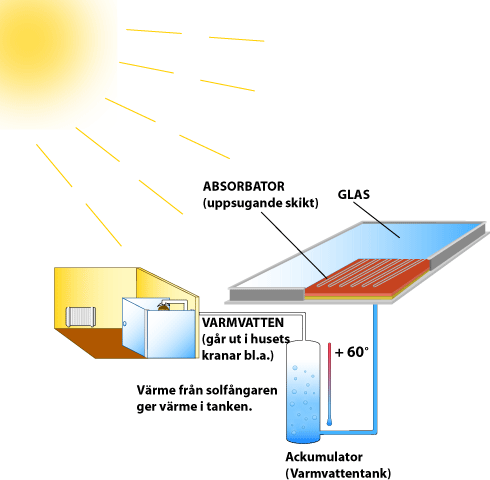 ABSORBATOR
(uppsugande skikt)
GLAS
VARMVATTEN
(går ut i husets
kranar bl.a.)
+ 60°
Värme från solfångaren
ger värme i tanken.
Ackumulator
(Varmvattentank)